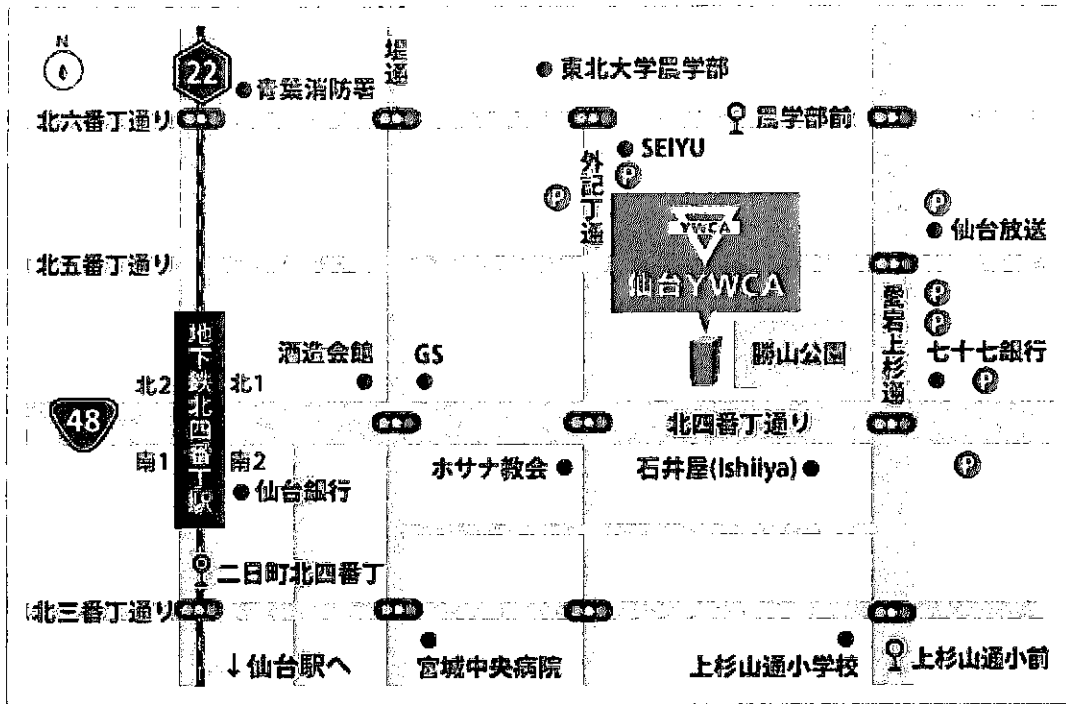 N
22
堤通
青葉消防署
東北大学農学部
北六番丁通り
農学部前
SEIYU
P
外記丁通
P
P
仙台放送
YWCA
仙台YWCA
北五番丁通り
P
P
愛宕上杉通
地下鉄北四番丁駅
酒造会館
GS
勝山公園
七十七銀行
P
北2
北1
48
北四番丁通り
南1
南2
ホサナ教会
石井屋(Ishiiya)
P
仙台銀行
二日町北四番丁
北三番丁通り
↓仙台駅へ
宮城中央病院
上杉山通小学校
上杉山通小前